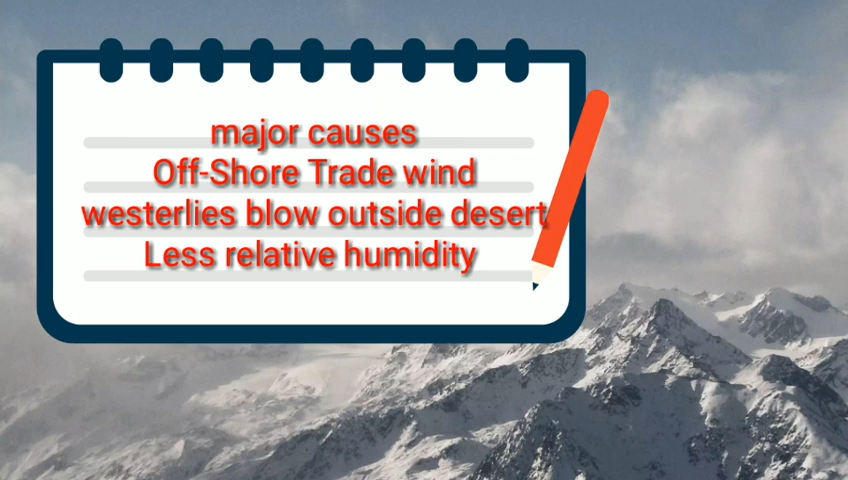 major causes
Off-Shore Trade wind
westerlies blow outside desert
Less relative humidity